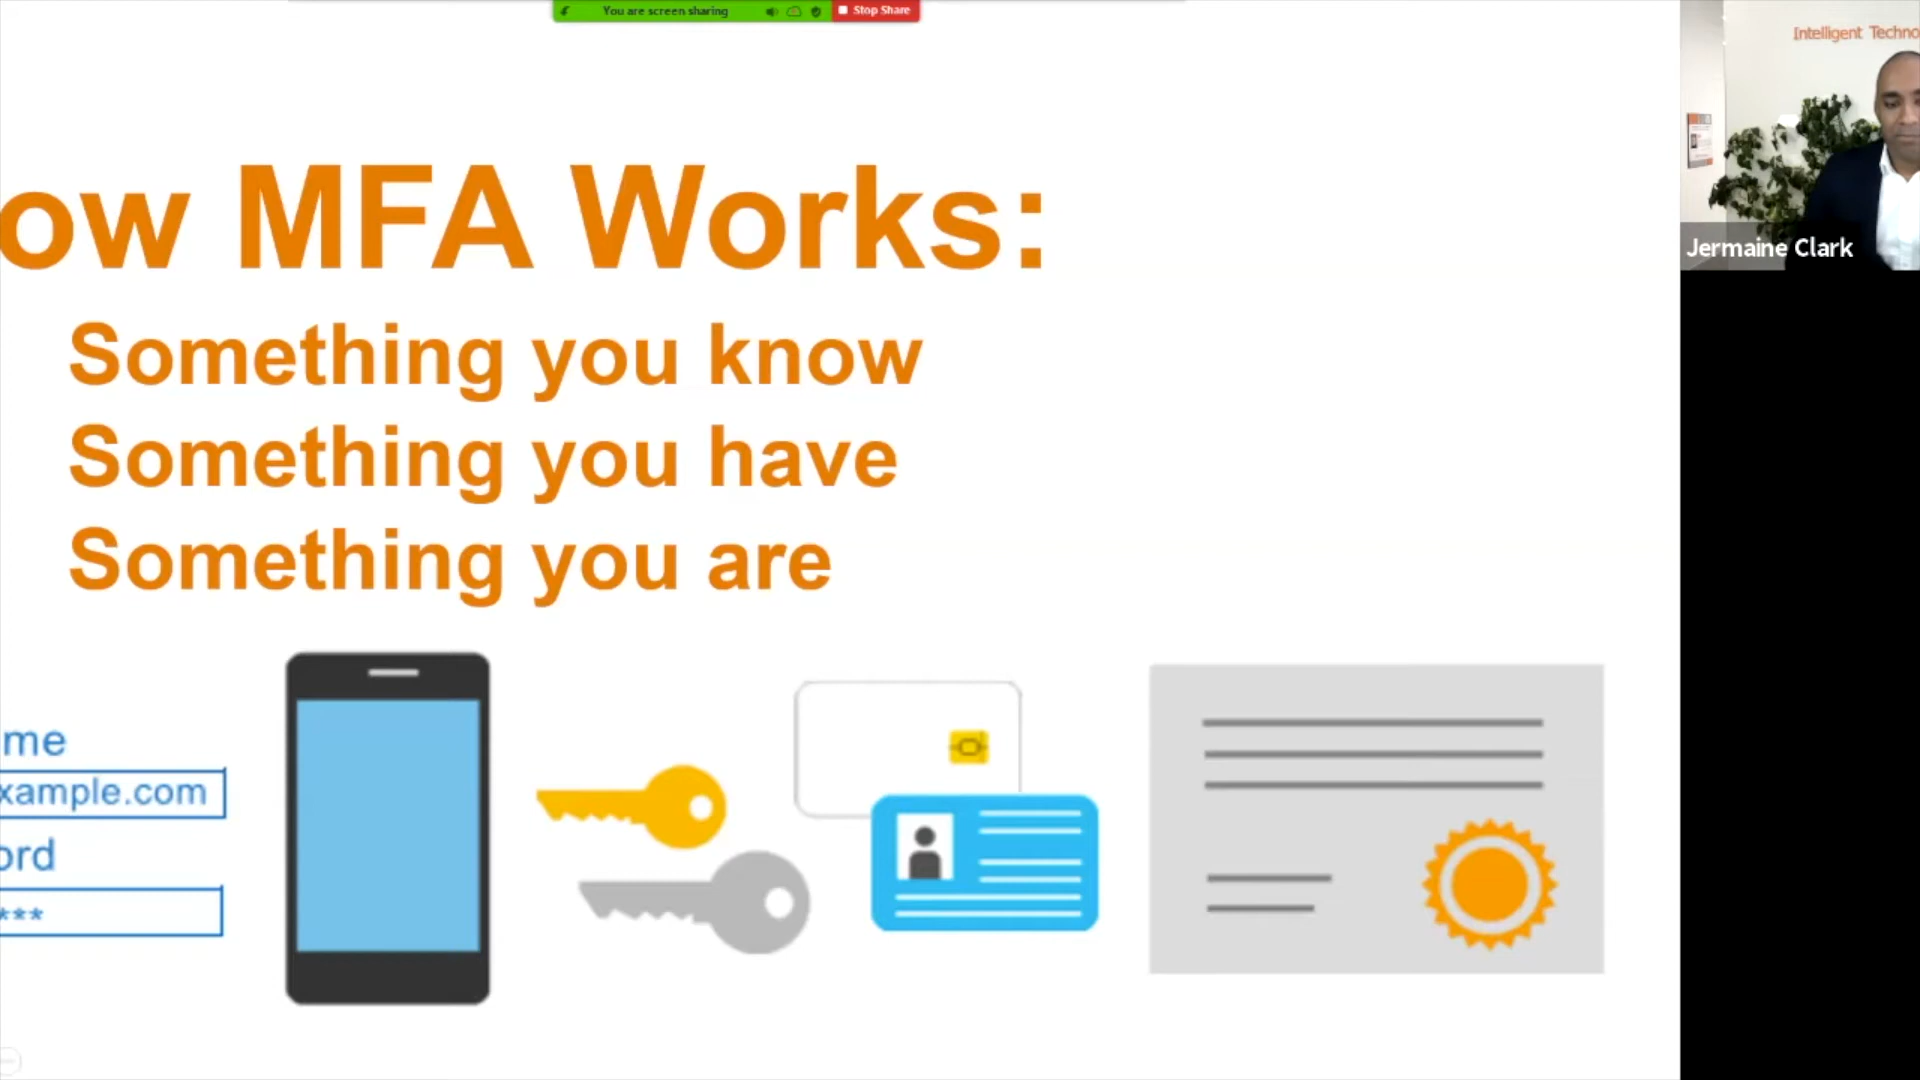 You are screen sharing Stop Share
Intelligent Techno
ow MFA Works:
Something you know
Something you have
Something you are
Jermaine Clark
me
xample.com
ord
***